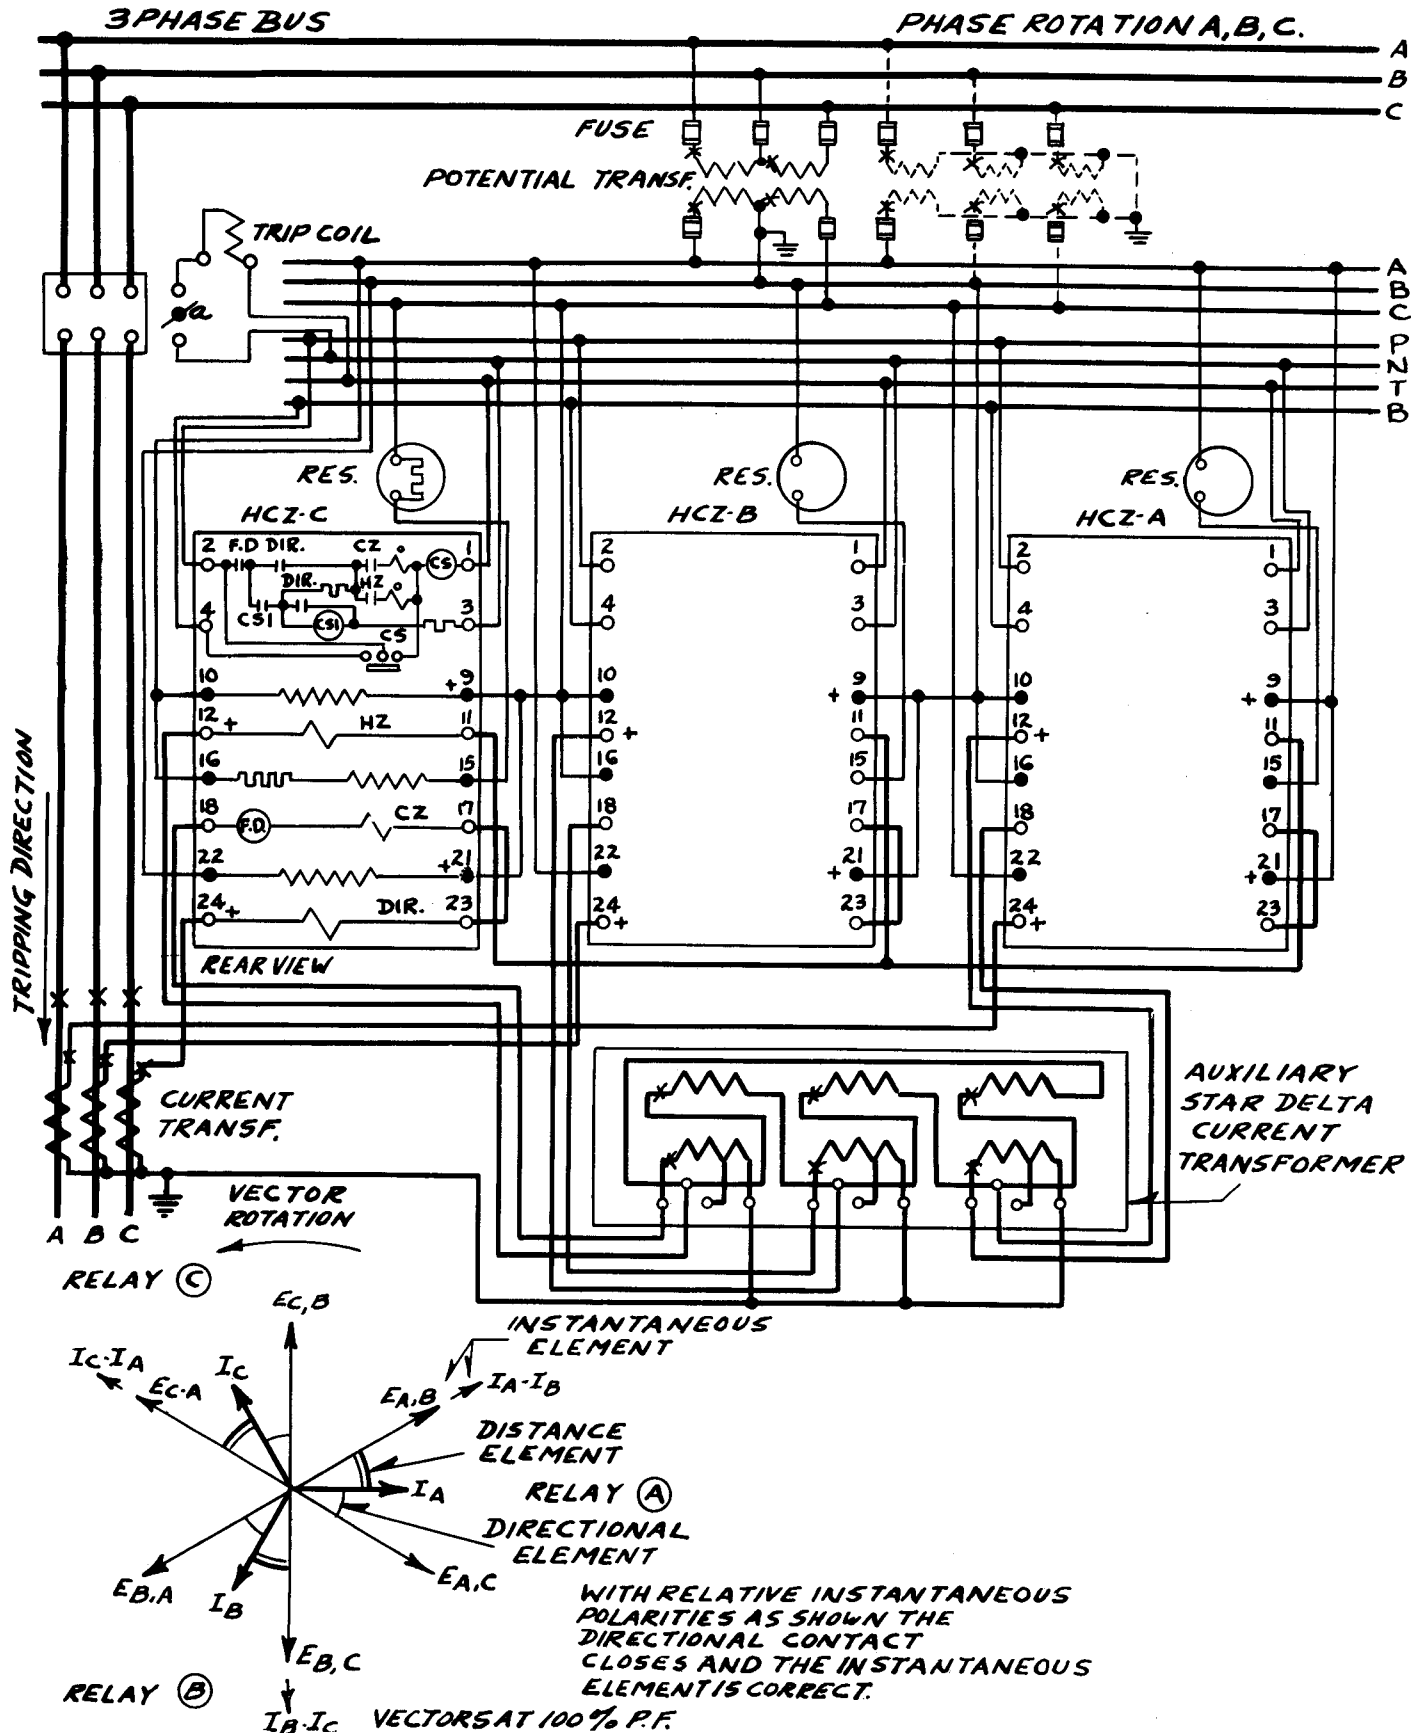 3 PHASE BUS
PHASE ROTATION A, B, C.
A
B
C
FUSE
POTENTIAL TRANSF.
TRIP COIL
a
A
B
C
P
N
T
B
RES.
RES.
RES.
HCZ-C
HCZ-B
HCZ-A
2 F.D DIR. CZ o CS 1
DIR. HZ o
4 CS1 CS1 CS 3
10 + 9
12 + HZ 11
16 15
18 F.D. CZ 17
22 + 21
24 + DIR. 23
REAR VIEW
2 1
4 3
10 + 9
12 + 11
16 15
18 17
22 + 21
24 + 23
2 1
4 3
10 + 9
12 + 11
16 15
18 17
22 + 21
24 + 23
TRIPPING DIRECTION
CURRENT
TRANSF.
AUXILIARY
STAR DELTA
CURRENT
TRANSFORMER
A B C
VECTOR
ROTATION
RELAY C
EC,B
INSTANTANEOUS
ELEMENT
IC-IA
EC-A
IC
EA,B
IA-IB
DISTANCE
ELEMENT
IA
RELAY A
DIRECTIONAL
ELEMENT
EB,A
IB
EA,C
EB,C
RELAY B
IB-IC
WITH RELATIVE INSTANTANEOUS
POLARITIES AS SHOWN THE
DIRECTIONAL CONTACT
CLOSES AND THE INSTANTANEOUS
ELEMENT IS CORRECT.
VECTORS AT 100% P.F.